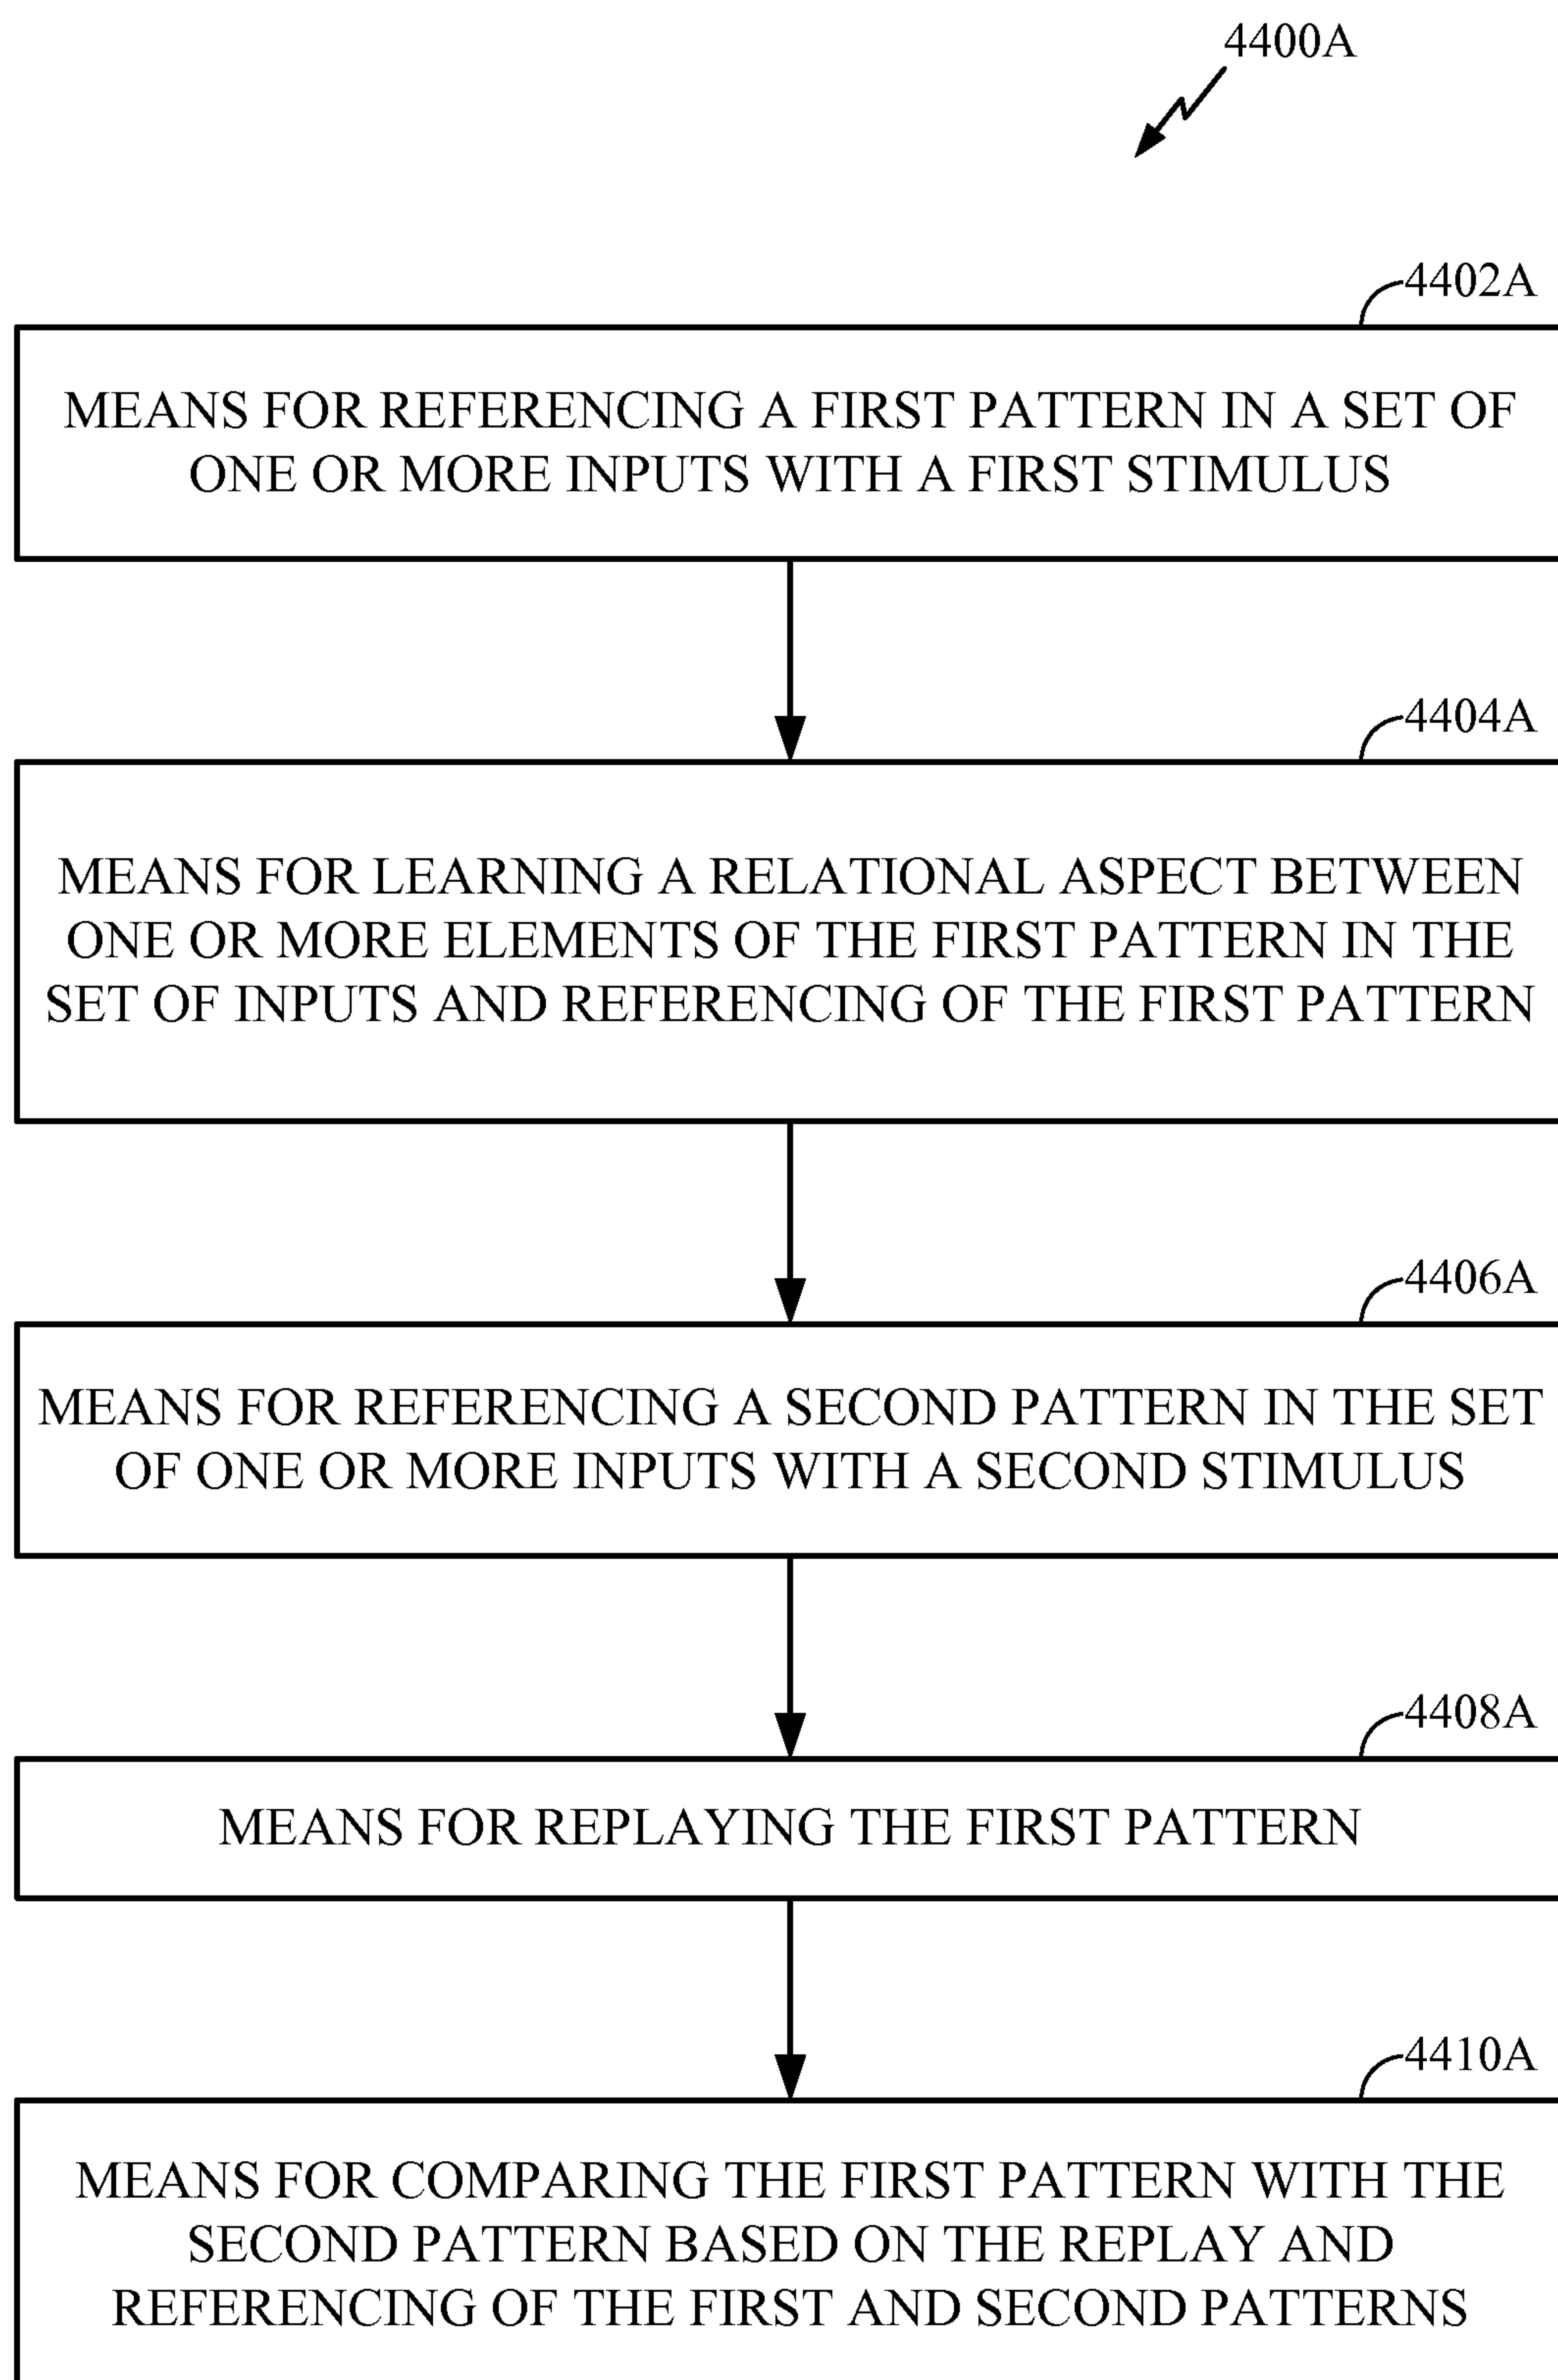 4400A
4402A
MEANS FOR REFERENCING A FIRST PATTERN IN A SET OF
ONE OR MORE INPUTS WITH A FIRST STIMULUS
4404A
MEANS FOR LEARNING A RELATIONAL ASPECT BETWEEN
ONE OR MORE ELEMENTS OF THE FIRST PATTERN IN THE
SET OF INPUTS AND REFERENCING OF THE FIRST PATTERN
4406A
MEANS FOR REFERENCING A SECOND PATTERN IN THE SET
OF ONE OR MORE INPUTS WITH A SECOND STIMULUS
4408A
MEANS FOR REPLAYING THE FIRST PATTERN
4410A
MEANS FOR COMPARING THE FIRST PATTERN WITH THE
SECOND PATTERN BASED ON THE REPLAY AND
REFERENCING OF THE FIRST AND SECOND PATTERNS